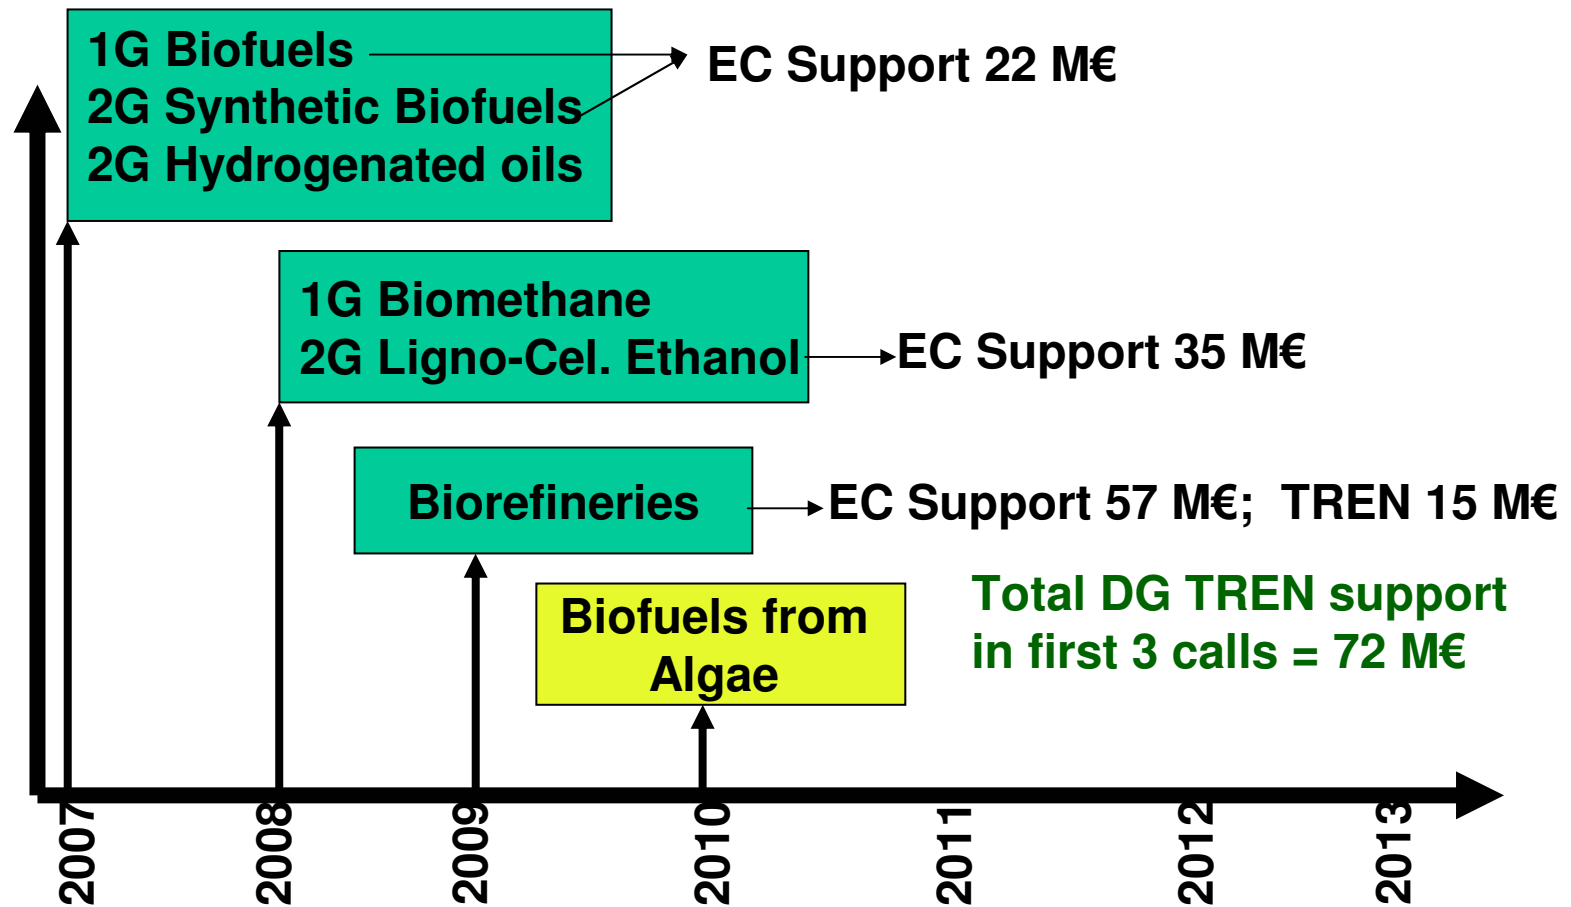 1G Biofuels
2G Synthetic Biofuels
2G Hydrogenated oils
EC Support 22 M€
1G Biomethane
2G Ligno-Cel. Ethanol
EC Support 35 M€
Biorefineries
EC Support 57 M€; TREN 15 M€
Biofuels from
Algae
Total DG TREN support
in first 3 calls = 72 M€
2007
2008
2009
2010
2011
2012
2013